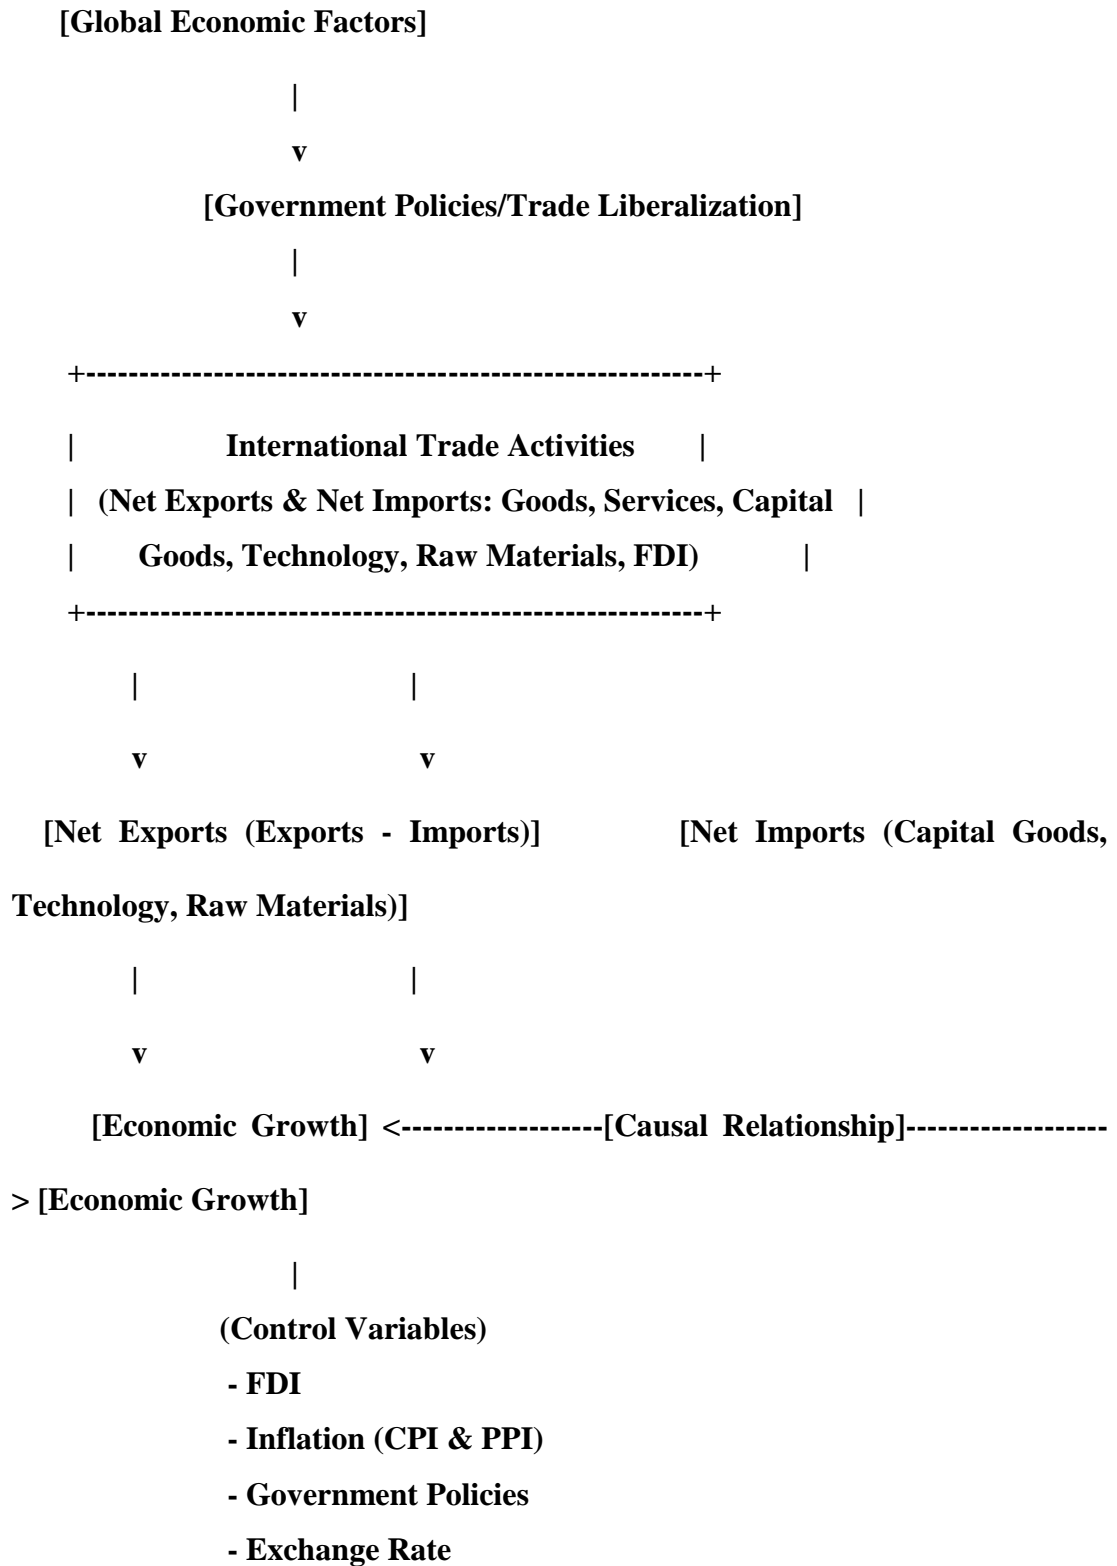 [Global Economic Factors]
|
v
[Government Policies/Trade Liberalization]
|
v
+----------------------------------------------------------+
| International Trade Activities |
| (Net Exports & Net Imports: Goods, Services, Capital |
| Goods, Technology, Raw Materials, FDI) |
+----------------------------------------------------------+
| |
v v
[Net Exports (Exports - Imports)] [Net Imports (Capital Goods,
Technology, Raw Materials)]
| |
v v
[Economic Growth] <-------------------[Causal Relationship]-------------------
> [Economic Growth]
|
(Control Variables)
- FDI
- Inflation (CPI & PPI)
- Government Policies
- Exchange Rate